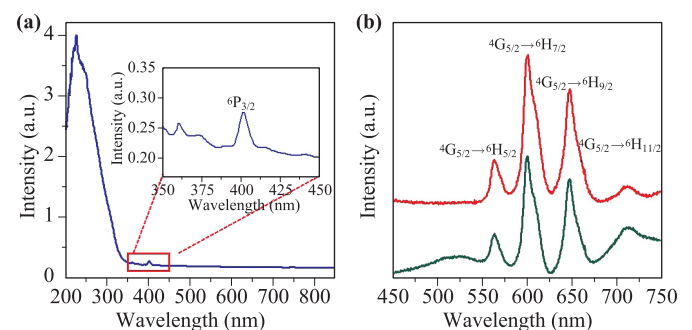 (a)
Intensity (a.u.)
4
3
2
1
0
200 300 400 500 600 700 800
Wavelength (nm)
0.35
0.30
0.25
0.20
Intensity (a.u.)
⁶P₃/₂
350 375 400 425 450
Wavelength (nm)
(b)
Intensity (a.u.)
⁴G₅/₂→⁶H₇/₂
⁴G₅/₂→⁶H₉/₂
⁴G₅/₂→⁶H₅/₂
⁴G₅/₂→⁶H₁₁/₂
450 500 550 600 650 700 750
Wavelength (nm)